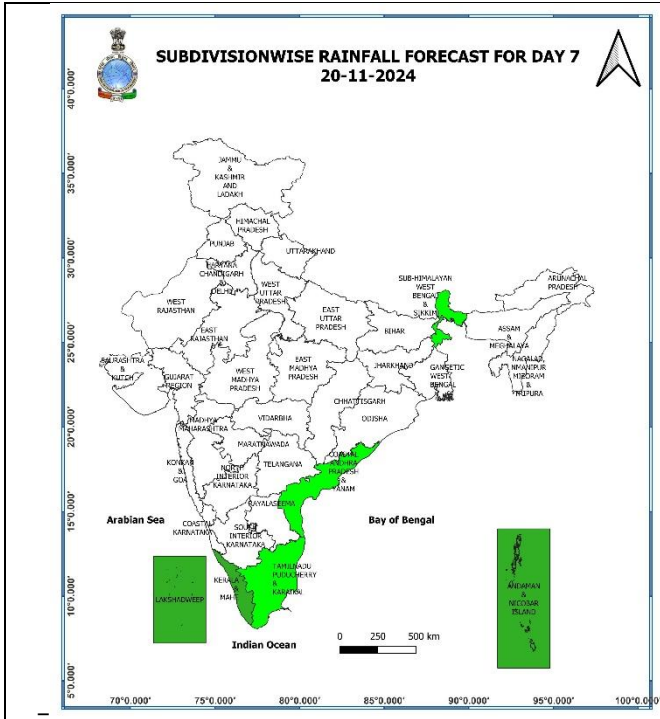 SUBDIVISIONWISE RAINFALL FORECAST FOR DAY 7
20-11-2024
JAMMU
&
KASHMIR
AND
LADAKH
HIMACHAL
PRADESH
PUNJAB
UTTARAKHAND
HARYANA
CHANDIGARH
&
DELHI
WEST
UTTAR
PRADESH
SUB-HIMALAYAN
WEST
BENGAL
&
SIKKIM
ARUNACHAL
PRADESH
WEST
RAJASTHAN
EAST
UTTAR
PRADESH
EAST
RAJASTHAN
BIHAR
ASSAM
&
MEGHALAYA
SAURASHTRA
&
KUTCH
GUJARAT
REGION
WEST
MADHYA
PRADESH
EAST
MADHYA
PRADESH
JHARKHAND
GANGETIC
WEST
BENGAL
NAGALAD,
NMANIPUR
MIZORAM
&
TRIPURA
CHHATTISGARH
ODISHA
MADHYA
MAHARASHTRA
VIDARBHA
MARATHWADA
KONKAN
&
GOA
NORTH
INTERIOR
KARNATAKA
TELANGANA
COASTAL
ANDHRA
PRADESH
&
YANAM
RAYALASEEMA
Arabian Sea
Bay of Bengal
COASTAL
KARNATAKA
SOUTH
INTERIOR
KARNATAKA
TAMILNADU
PUDUCHERRY
&
KARAIKAL
KERALA
&
MAHE
LAKSHADWEEP
ANDAMAN
&
NICOBAR
ISLAND
Indian Ocean
0 250 500 km
40°0.000'
35°0.000'
30°0.000'
25°0.000'
20°0.000'
15°0.000'
10°0.000'
5°0.000'
70°0.000' 75°0.000' 80°0.000' 85°0.000' 90°0.000' 95°0.000' 100°0.000'